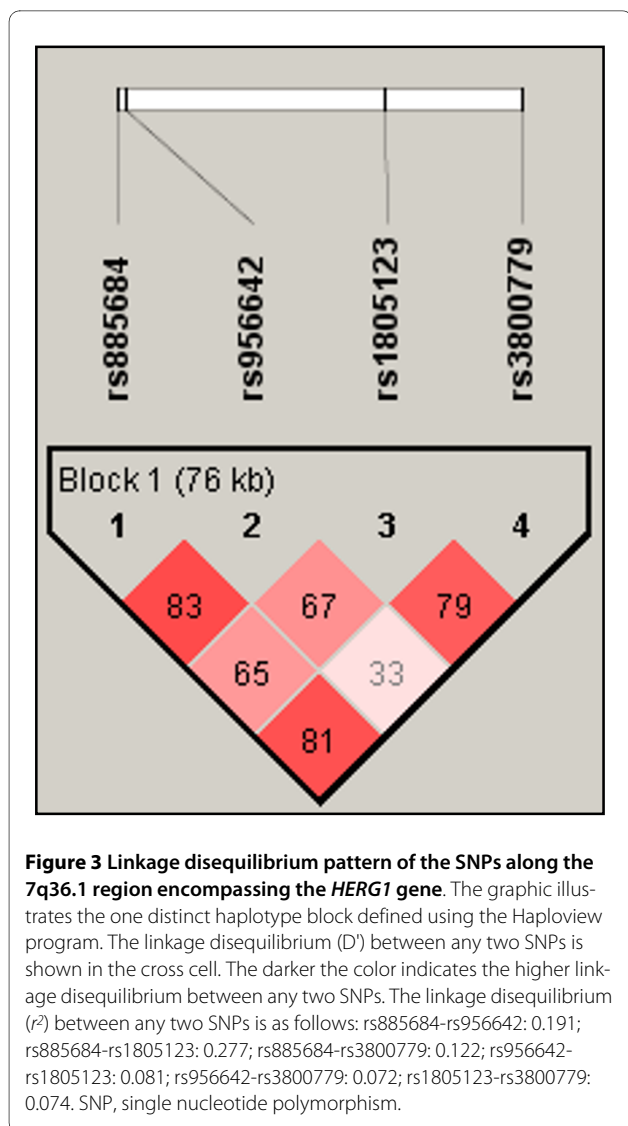 rs885684
rs956642
rs1805123
rs3800779
Block 1 (76 kb)
1 2 3 4
83 67 79
65 33
81
Figure 3 Linkage disequilibrium pattern of the SNPs along the
7q36.1 region encompassing the HERG1 gene. The graphic illus-
trates the one distinct haplotype block defined using the Haploview
program. The linkage disequilibrium (D') between any two SNPs is
shown in the cross cell. The darker the color indicates the higher link-
age disequilibrium between any two SNPs. The linkage disequilibrium
(r²) between any two SNPs is as follows: rs885684-rs956642: 0.191;
rs885684-rs1805123: 0.277; rs885684-rs3800779: 0.122; rs956642-
rs1805123: 0.081; rs956642-rs3800779: 0.072; rs1805123-rs3800779:
0.074. SNP, single nucleotide polymorphism.